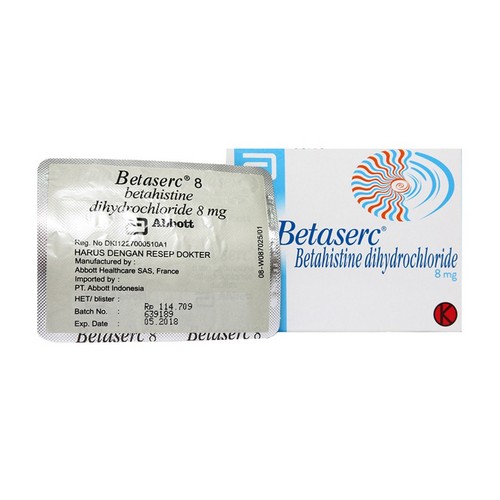 Betaserc® 8
betahistine
dihydrochloride 8 mg
Abbott
Reg. No DKI1227000510A1
HARUS DENGAN RESEP DOKTER
Manufactured by :
Abbott Healthcare SAS, France
Imported by :
PT. Abbott Indonesia
HET/ blister : Rp 114.709
Batch No. : 639189
Exp. Date : 05.2018
Betaserc 8
Betaserc 8
08-W087025/01
Betaserc®
Betahistine dihydrochloride
8 mg
K